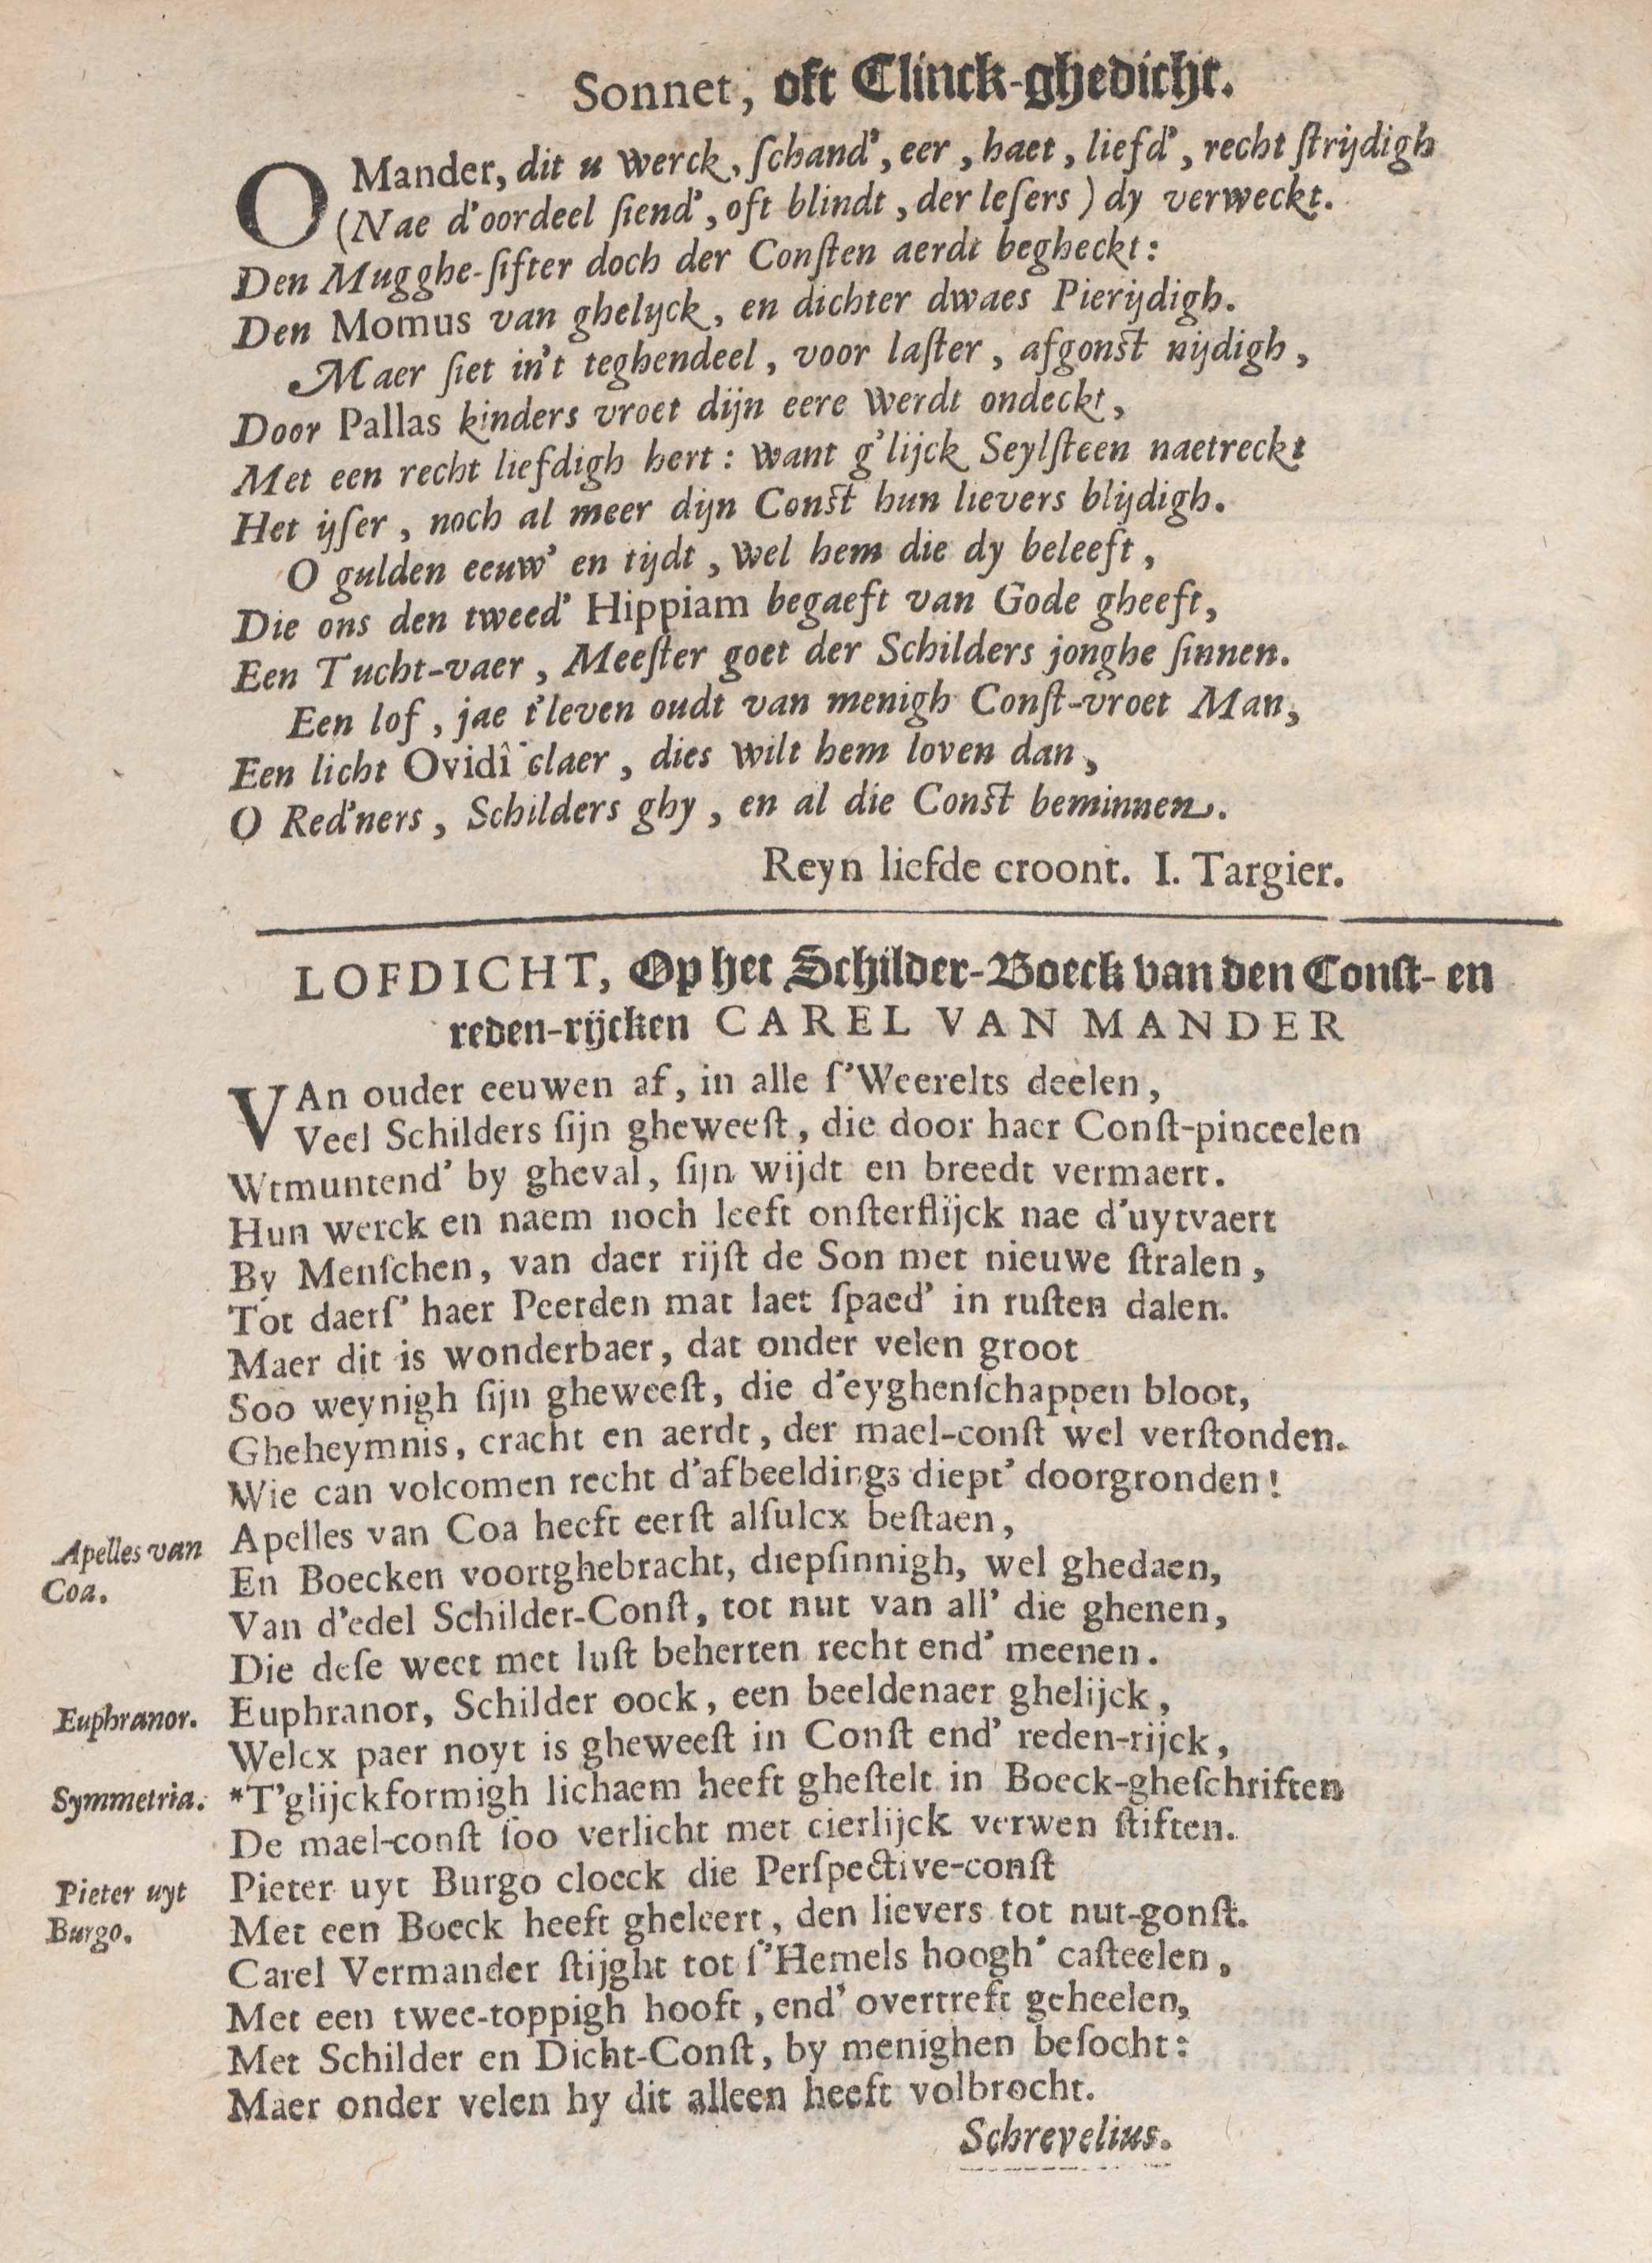 Sonnet, oft Clinck-ghedicht.
O Mander, dit u werck, ſchand', eer, haet, liefd', recht ſtrijdigh
(Nae d'oordeel ſiend', oft blindt, der leſers) dy verweckt.
Den Mugghe-ſifter doch der Conſten aerdt begheckt:
Den Momus van ghelyck, en dichter dwaes Pierijdigh.
Maer ſiet in't teghendeel, voor laſter, afgonſt nijdigh,
Door Pallas kinders vroet dijn eere werdt ondeckt,
Met een recht liefdigh hert: want g'lijck Seylſteen naetreckt
Het ijſer, noch al meer dijn Conſt hun lievers blijdigh.
O gulden eeuw' en tijdt, wel hem die dy beleeft,
Die ons den tweed' Hippiam begaeft van Gode gheeft,
Een Tucht-vaer, Meeſter goet der Schilders jonghe ſinnen.
Een lof, jae t'leven oudt van menigh Conſt-vroet Man,
Een licht Ovidî claer, dies wilt hem loven dan,
O Red'ners, Schilders ghy, en al die Conſt beminnen.
Reyn liefde croont. I. Targier.
LOFDICHT, Op het Schilder-Boeck van den Conſt- en
reden-rijcken CAREL VAN MANDER
VAn ouder eeuwen af, in alle ſ'Weerelts deelen,
Veel Schilders ſijn gheweeſt, die door haer Conſt-pinceelen
Wtmuntend' by gheval, ſijn wijdt en breedt vermaert.
Hun werck en naem noch leeft onſterflijck nae d'uytvaert
By Menſchen, van daer rijſt de Son met nieuwe ſtralen,
Tot daerſ' haer Peerden mat laet ſpaed' in ruſten dalen.
Maer dit is wonderbaer, dat onder velen groot
Soo weynigh ſijn gheweeſt, die d'eyghenſchappen bloot,
Gheheymnis, cracht en aerdt, der mael-conſt wel verſtonden.
Wie can volcomen recht d'afbeeldings diept' doorgronden!
Apelles van
Coa.
Apelles van Coa heeft eerſt alſulcx beſtaen,
En Boecken voortghebracht, diepſinnigh, wel ghedaen,
Van d'edel Schilder-Conſt, tot nut van all' die ghenen,
Die deſe weet met luſt beherten recht end' meenen.
Euphranor.
Euphranor, Schilder oock, een beeldenaer ghelijck,
Welcx paer noyt is gheweeſt in Conſt end' reden-rijck,
Symmetria.
*T'glijckformigh lichaem heeft gheſtelt in Boeck-gheſchriften
De mael-conſt ſoo verlicht met cierlijck verwen ſtiften.
Pieter uyt
Burgo.
Pieter uyt Burgo cloeck die Perſpective-conſt
Met een Boeck heeft gheleert, den lievers tot nut-gonſt.
Carel Vermander ſtijght tot ſ'Hemels hoogh' caſteelen,
Met een twee-toppigh hooft, end' overtreft geheelen,
Met Schilder en Dicht-Conſt, by menighen beſocht:
Maer onder velen hy dit alleen heeft volbrocht.
Schrevelius.